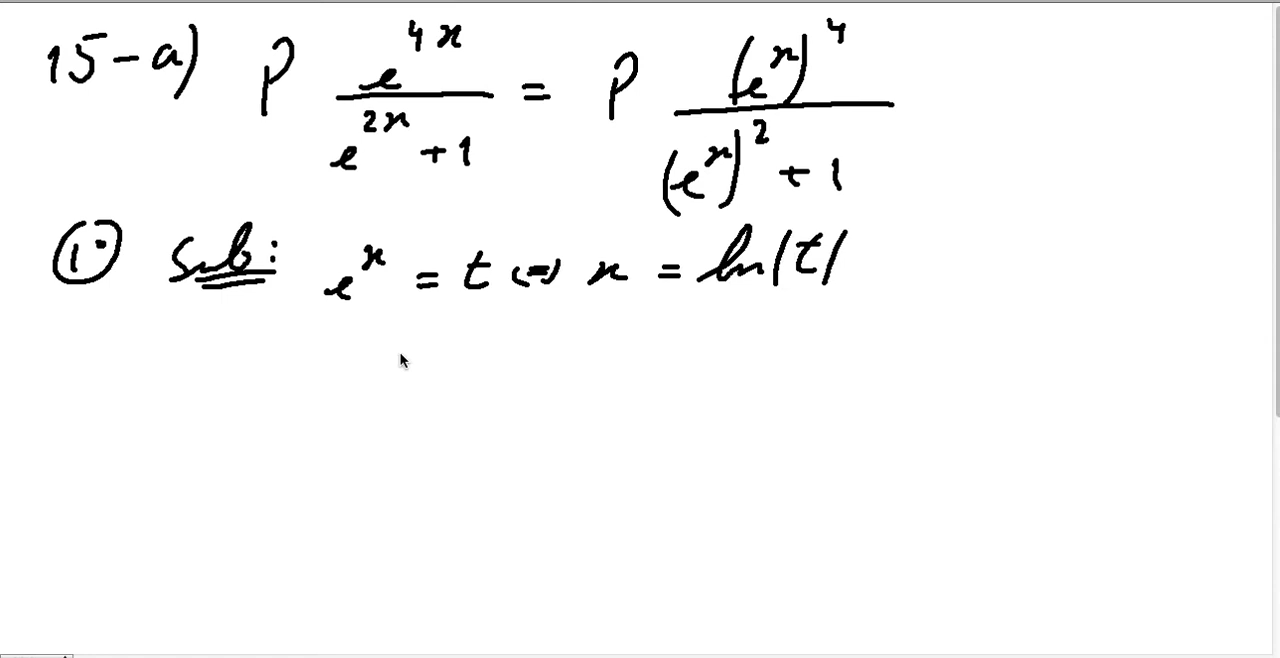 15-a) P e^{4x} / (e^{2x} + 1) = P (e^x)^4 / ((e^x)^2 + 1)
① Sub: e^x = t ⇔ x = ln|t|